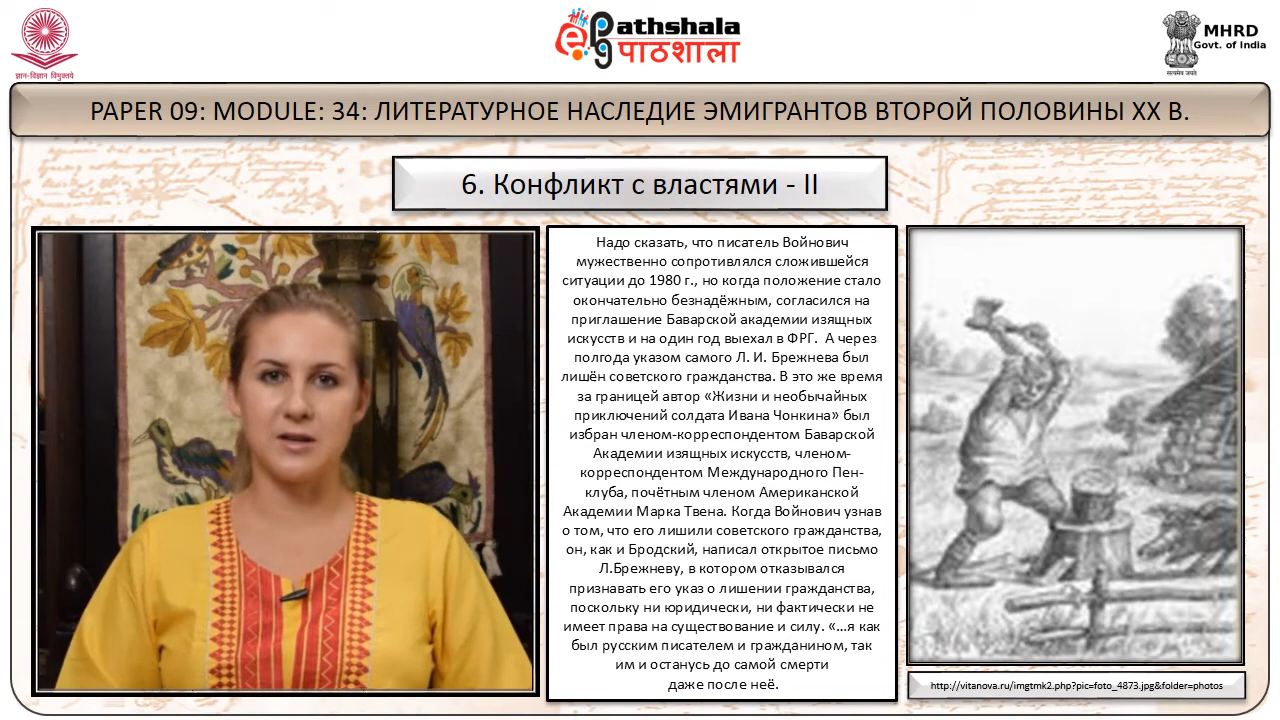 ज्ञान-विज्ञान विमुक्तये
ePathshala
पाठशाला
MHRD
Govt. of India
सत्यमेव जयते
PAPER 09: MODULE: 34: ЛИТЕРАТУРНОЕ НАСЛЕДИЕ ЭМИГРАНТОВ ВТОРОЙ ПОЛОВИНЫ XX В.
6. Конфликт с властями - II
Надо сказать, что писатель Войнович
мужественно сопротивлялся сложившейся
ситуации до 1980 г., но когда положение стало
окончательно безнадёжным, согласился на
приглашение Баварской академии изящных
искусств и на один год выехал в ФРГ. А через
полгода указом самого Л. И. Брежнева был
лишён советского гражданства. В это же время
за границей автор «Жизни и необычайных
приключений солдата Ивана Чонкина» был
избран членом-корреспондентом Баварской
Академии изящных искусств, членом-
корреспондентом Международного Пен-
клуба, почётным членом Американской
Академии Марка Твена. Когда Войнович узнав
о том, что его лишили советского гражданства,
он, как и Бродский, написал открытое письмо
Л.Брежневу, в котором отказывался
признавать его указ о лишении гражданства,
поскольку ни юридически, ни фактически не
имеет права на существование и силу. «…я как
был русским писателем и гражданином, так
им и останусь до самой смерти
даже после неё.
http://vitanova.ru/imgtmk2.php?pic=foto_4873.jpg&folder=photos